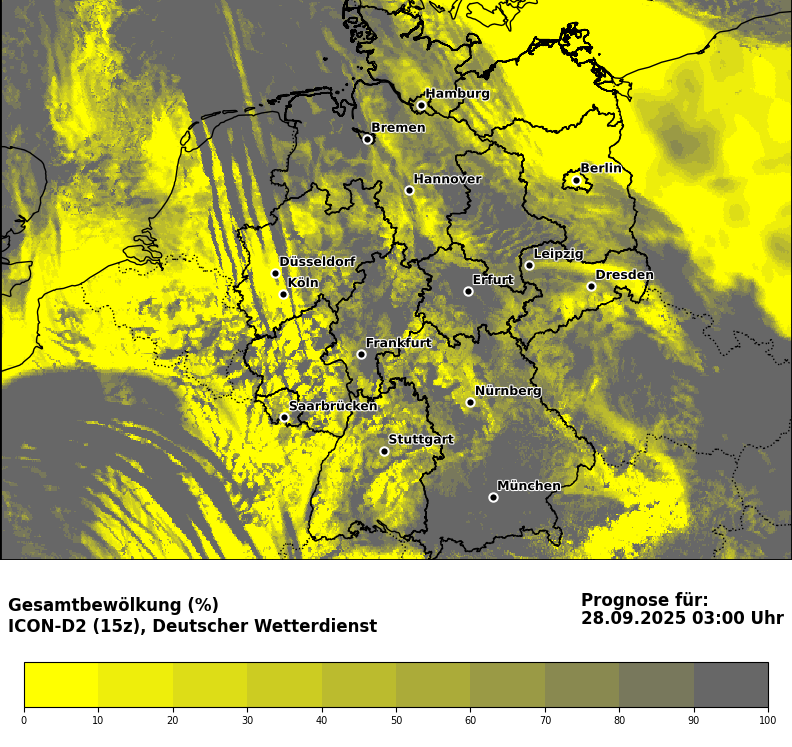 Hamburg
Bremen
Berlin
Hannover
Leipzig
Düsseldorf
Dresden
Köln
Erfurt
Frankfurt
Nürnberg
Saarbrücken
Stuttgart
München
Gesamtbewölkung (%)
ICON-D2 (15z), Deutscher Wetterdienst
Prognose für:
28.09.2025 03:00 Uhr
0 10 20 30 40 50 60 70 80 90 100